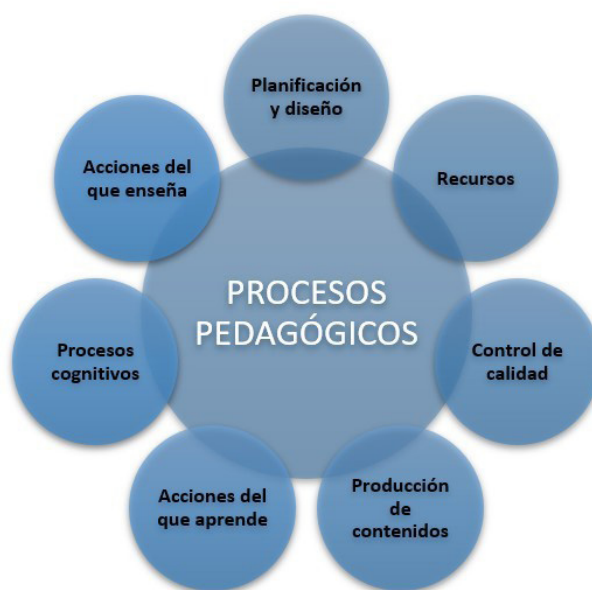 Planificación
y diseño
Recursos
Control de
calidad
Producción
de
contenidos
Acciones del
que aprende
Procesos
cognitivos
Acciones del
que enseña
PROCESOS
PEDAGÓGICOS